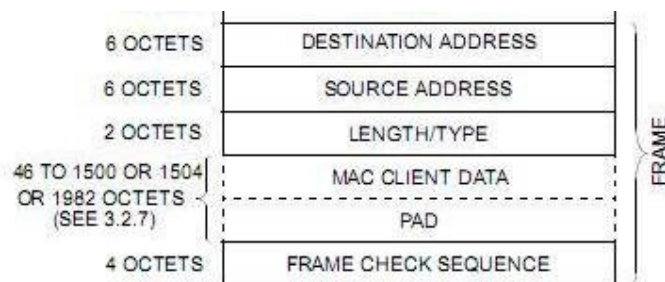 6 OCTETS DESTINATION ADDRESS
6 OCTETS SOURCE ADDRESS
2 OCTETS LENGTH/TYPE
46 TO 1500 OR 1504
OR 1982 OCTETS
(SEE 3.2.7)
MAC CLIENT DATA
PAD
4 OCTETS FRAME CHECK SEQUENCE
FRAME